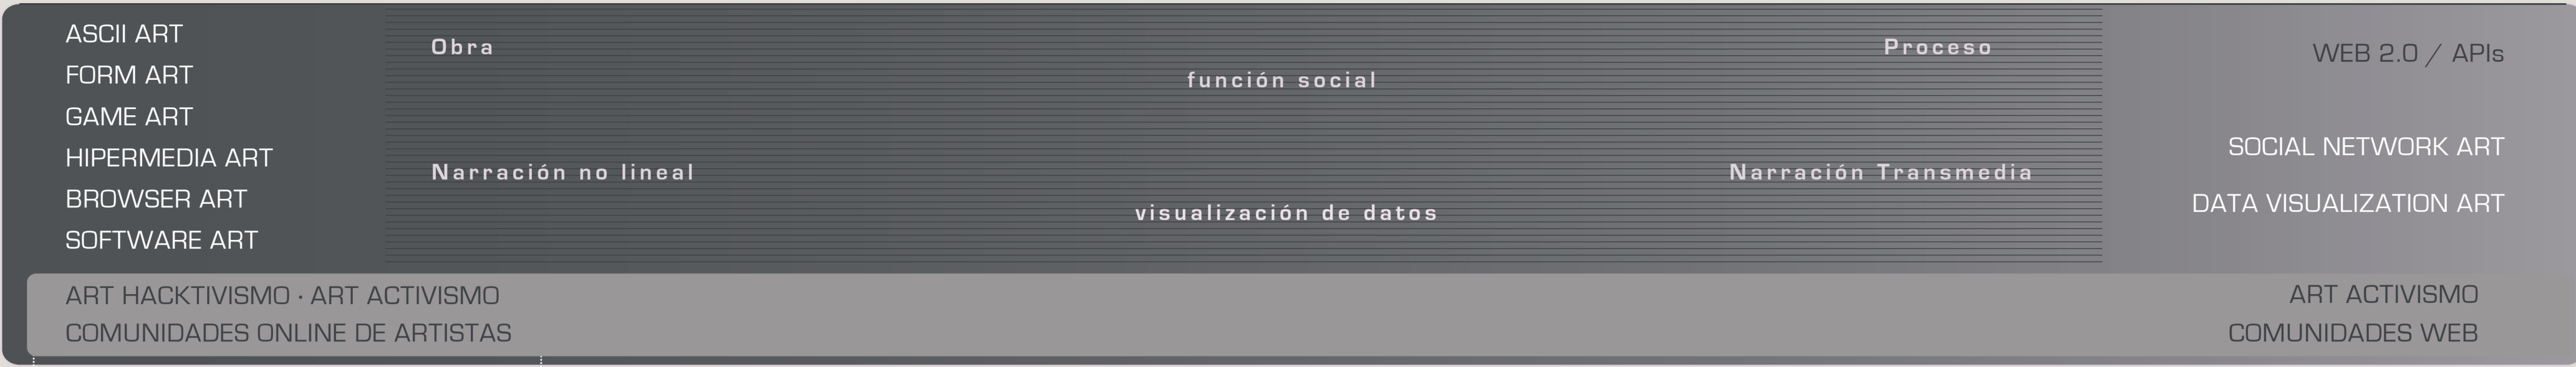 ASCII ART
FORM ART
GAME ART
HIPERMEDIA ART
BROWSER ART
SOFTWARE ART
Obra
Proceso
función social
Narración no lineal
Narración Transmedia
visualización de datos
WEB 2.0 / APIs
SOCIAL NETWORK ART
DATA VISUALIZATION ART
ART HACKTIVISMO · ART ACTIVISMO
COMUNIDADES ONLINE DE ARTISTAS
ART ACTIVISMO
COMUNIDADES WEB